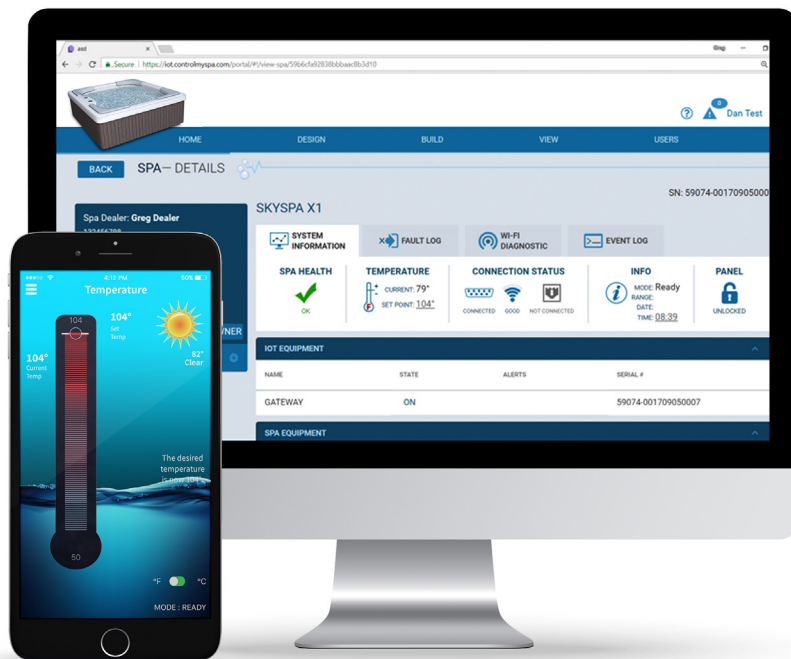 asd
Greg
Secure | https://iot.controlmyspa.com/portal/#!/view-spa/59b6cfa92838bbbaac8b3d10
0
Dan Test
HOME DESIGN BUILD VIEW USERS
BACK SPA— DETAILS
SN: 59074-00170905000
Spa Dealer: Greg Dealer
SKYSPA X1
SYSTEM INFORMATION
FAULT LOG
WI-FI DIAGNOSTIC
EVENT LOG
SPA HEALTH
OK
TEMPERATURE
CURRENT: 79°
SET POINT: 104°
F
CONNECTION STATUS
CONNECTED GOOD NOT CONNECTED
INFO
MODE: Ready
RANGE:
DATE:
TIME: 08:39
PANEL
UNLOCKED
IOT EQUIPMENT
NAME STATE ALERTS SERIAL #
GATEWAY ON 59074-001709050007
SPA EQUIPMENT
4:12 PM 50%
Temperature
104
104°
Set
Temp
104°
Current
Temp
82°
Clear
The desired
temperature
is now 104°
50
°F °C
MODE : READY